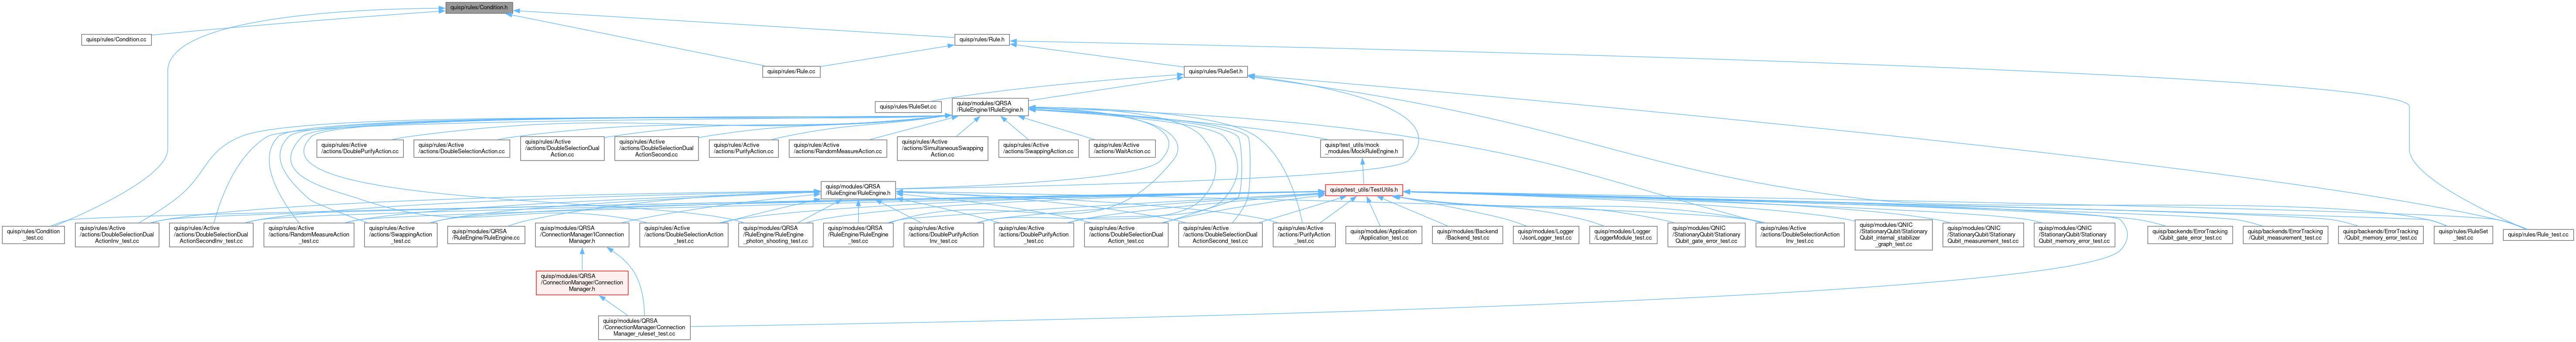 quisp/rules/Condition.h
quisp/rules/Condition.cc
quisp/rules/Rule.h
quisp/rules/Rule.cc
quisp/rules/RuleSet.h
quisp/rules/RuleSet.cc
quisp/modules/QRSA
/RuleEngine/IRuleEngine.h
quisp/rules/Active
/actions/DoublePurifyAction.cc
quisp/rules/Active
/actions/DoubleSelectionAction.cc
quisp/rules/Active
/actions/DoubleSelectionDual
Action.cc
quisp/rules/Active
/actions/DoubleSelectionDual
ActionSecond.cc
quisp/rules/Active
/actions/PurifyAction.cc
quisp/rules/Active
/actions/RandomMeasureAction.cc
quisp/rules/Active
/actions/SimultaneousSwapping
Action.cc
quisp/rules/Active
/actions/SwappingAction.cc
quisp/rules/Active
/actions/WaitAction.cc
quisp/test_utils/mock
_modules/MockRuleEngine.h
quisp/modules/QRSA
/RuleEngine/RuleEngine.h
quisp/test_utils/TestUtils.h
quisp/rules/Condition
_test.cc
quisp/rules/Active
/actions/DoubleSelectionDual
ActionInv_test.cc
quisp/rules/Active
/actions/DoubleSelectionDual
ActionSecondInv_test.cc
quisp/rules/Active
/actions/RandomMeasureAction
_test.cc
quisp/rules/Active
/actions/SwappingAction
_test.cc
quisp/modules/QRSA
/RuleEngine/RuleEngine.cc
quisp/modules/QRSA
/ConnectionManager/IConnection
Manager.h
quisp/rules/Active
/actions/DoubleSelectionAction
_test.cc
quisp/modules/QRSA
/RuleEngine/RuleEngine
_photon_shooting_test.cc
quisp/modules/QRSA
/RuleEngine/RuleEngine
_test.cc
quisp/rules/Active
/actions/DoublePurifyAction
Inv_test.cc
quisp/rules/Active
/actions/DoublePurifyAction
_test.cc
quisp/rules/Active
/actions/DoubleSelectionDual
Action_test.cc
quisp/rules/Active
/actions/DoubleSelectionDual
ActionSecond_test.cc
quisp/rules/Active
/actions/PurifyAction
_test.cc
quisp/modules/Application
/Application_test.cc
quisp/modules/Backend
/Backend_test.cc
quisp/modules/Logger
/JsonLogger_test.cc
quisp/modules/Logger
/LoggerModule_test.cc
quisp/modules/QNIC
/StationaryQubit/Stationary
Qubit_gate_error_test.cc
quisp/rules/Active
/actions/DoubleSelectionAction
Inv_test.cc
quisp/modules/QNIC
/StationaryQubit/Stationary
Qubit_internal_stabilizer
_graph_test.cc
quisp/modules/QNIC
/StationaryQubit/Stationary
Qubit_measurement_test.cc
quisp/modules/QNIC
/StationaryQubit/Stationary
Qubit_memory_error_test.cc
quisp/backends/ErrorTracking
/Qubit_gate_error_test.cc
quisp/backends/ErrorTracking
/Qubit_measurement_test.cc
quisp/backends/ErrorTracking
/Qubit_memory_error_test.cc
quisp/rules/RuleSet
_test.cc
quisp/rules/Rule_test.cc
quisp/modules/QRSA
/ConnectionManager/Connection
Manager.h
quisp/modules/QRSA
/ConnectionManager/Connection
Manager_ruleset_test.cc